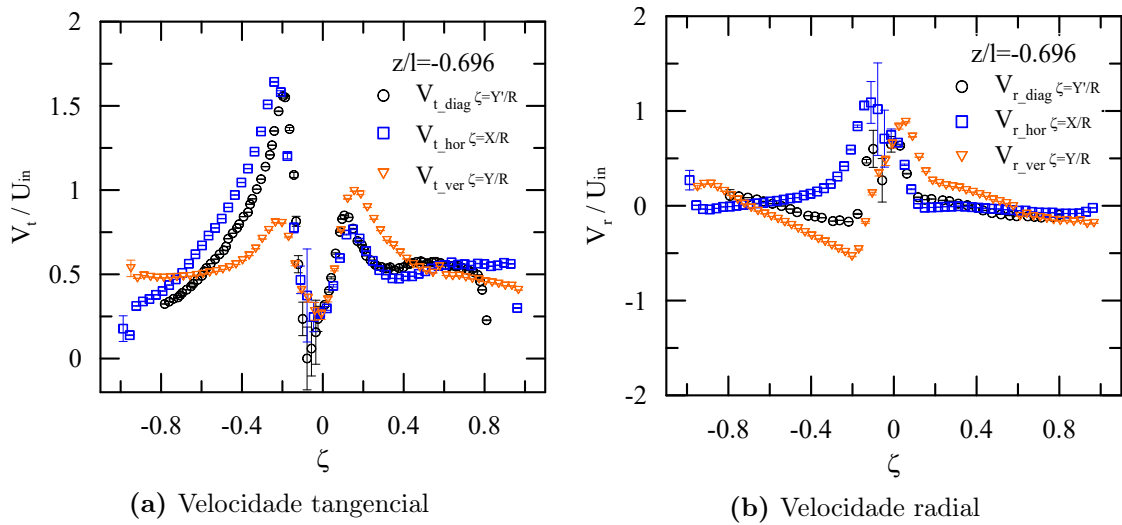 2
1.5
1
0.5
0
V_t / U_in
z/l=-0.696
V_t_diag ζ=Y'/R
V_t_hor ζ=X/R
V_t_ver ζ=Y/R
-0.8 -0.4 0 0.4 0.8
ζ
(a) Velocidade tangencial
2
1
0
-1
-2
V_r / U_in
z/l=-0.696
V_r_diag ζ=Y'/R
V_r_hor ζ=X/R
V_r_ver ζ=Y/R
-0.8 -0.4 0 0.4 0.8
ζ
(b) Velocidade radial